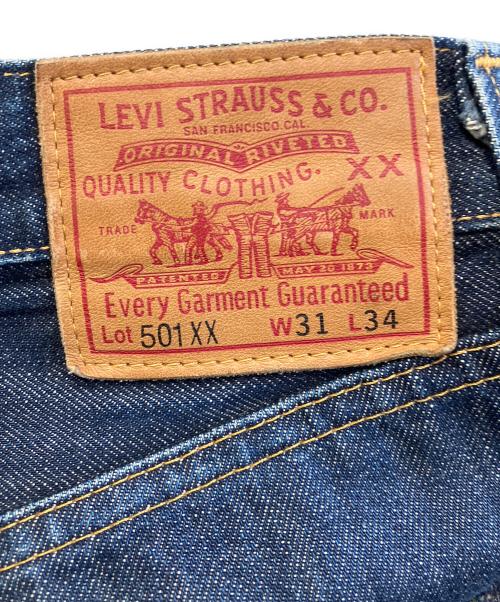 LEVI STRAUSS & CO.
SAN FRANCISCO. CAL
ORIGINAL RIVETED
QUALITY CLOTHING. XX
TRADE MARK
PATENTED MAY 20 1873
Every Garment Guaranteed
Lot 501XX W31 L34